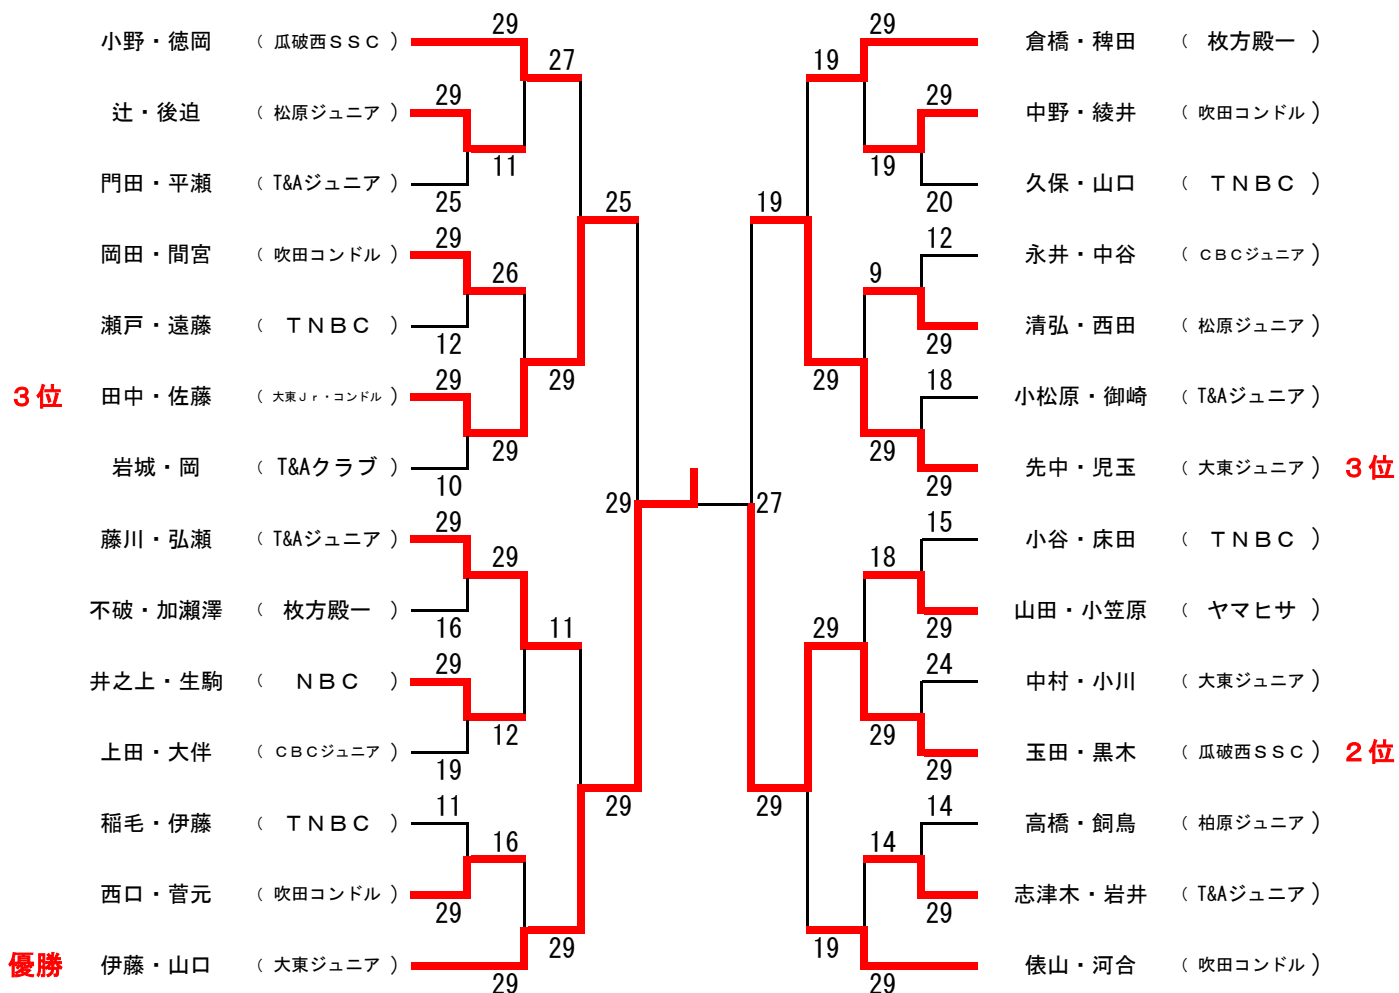 29 29
小野・徳岡 （ 瓜破西ＳＳＣ ） 27 19 倉橋・稗田 （ 枚方殿一 ）
29 29
辻・後迫 （ 松原ジュニア ） 中野・綾井 （ 吹田コンドル ）
11 19
門田・平瀬 （ T&Aジュニア ） 久保・山口 （ ＴＮＢＣ ）
25 25 19 20
29 12
岡田・間宮 （ 吹田コンドル ） 永井・中谷 （ ＣＢＣジュニア ）
26 9
瀬戸・遠藤 （ ＴＮＢＣ ） 清弘・西田 （ 松原ジュニア ）
12 29
29 29 29 18
３位 田中・佐藤 （ 大東Ｊｒ・コンドル ） 小松原・御崎 （ T&Aジュニア ）
29 29
岩城・岡 （ T&Aクラブ ） 先中・児玉 （ 大東ジュニア ） ３位
10 29
29 27
29 15
藤川・弘瀬 （ T&Aジュニア ） 小谷・床田 （ ＴＮＢＣ ）
29 18
不破・加瀬澤 （ 枚方殿一 ） 山田・小笠原 （ ヤマヒサ ）
16 11 29 29
29 24
井之上・生駒 （ ＮＢＣ ） 中村・小川 （ 大東ジュニア ）
12 29
上田・大伴 （ ＣＢＣジュニア ） 玉田・黒木 （ 瓜破西ＳＳＣ ） ２位
19 29
11 29 29 14
稲毛・伊藤 （ ＴＮＢＣ ） 高橋・飼鳥 （ 柏原ジュニア ）
16 14
西口・菅元 （ 吹田コンドル ） 志津木・岩井 （ T&Aジュニア ）
29 29
29 19
優勝 伊藤・山口 （ 大東ジュニア ） 俵山・河合 （ 吹田コンドル ）
29 29